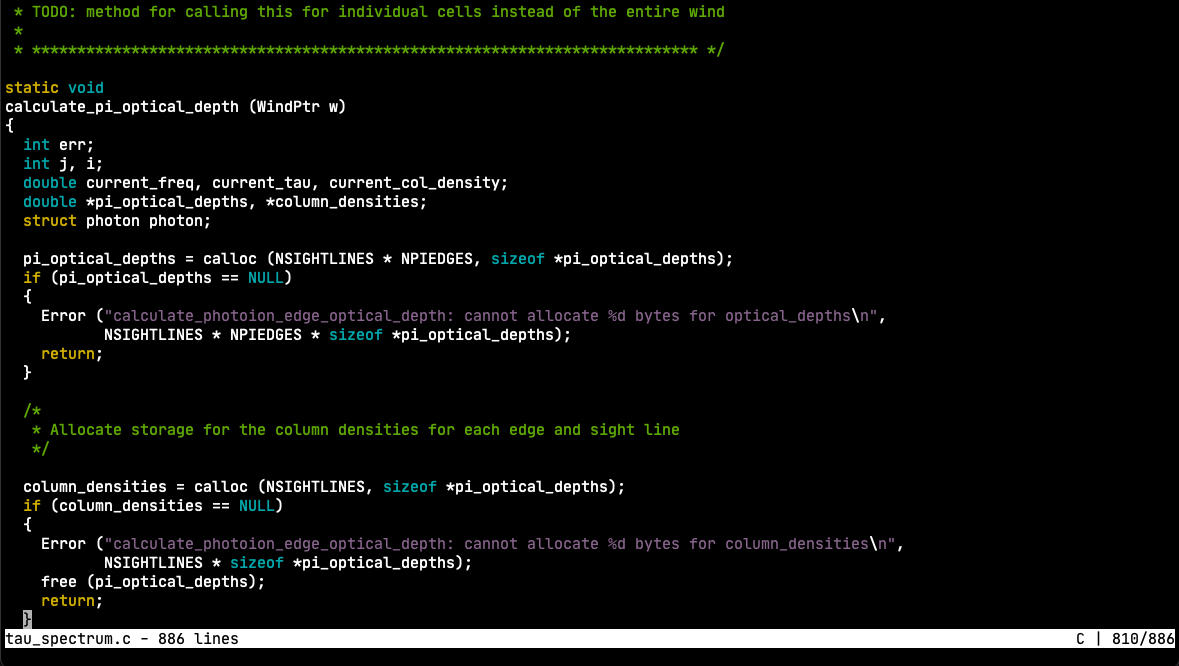 * TODO: method for calling this for individual cells instead of the entire wind
 *
 * ************************************************************************** */
static void
calculate_pi_optical_depth (WindPtr w)
{
  int err;
  int j, i;
  double current_freq, current_tau, current_col_density;
  double *pi_optical_depths, *column_densities;
  struct photon photon;

  pi_optical_depths = calloc (NSIGHTLINES * NPIEDGES, sizeof *pi_optical_depths);
  if (pi_optical_depths == NULL)
  {
    Error ("calculate_photoion_edge_optical_depth: cannot allocate %d bytes for optical_depths\n",
           NSIGHTLINES * NPIEDGES * sizeof *pi_optical_depths);
    return;
  }

  /*
   * Allocate storage for the column densities for each edge and sight line
   */

  column_densities = calloc (NSIGHTLINES, sizeof *pi_optical_depths);
  if (column_densities == NULL)
  {
    Error ("calculate_photoion_edge_optical_depth: cannot allocate %d bytes for column_densities\n",
           NSIGHTLINES * sizeof *pi_optical_depths);
    free (pi_optical_depths);
    return;
  }
tau_spectrum.c - 886 lines C | 810/886